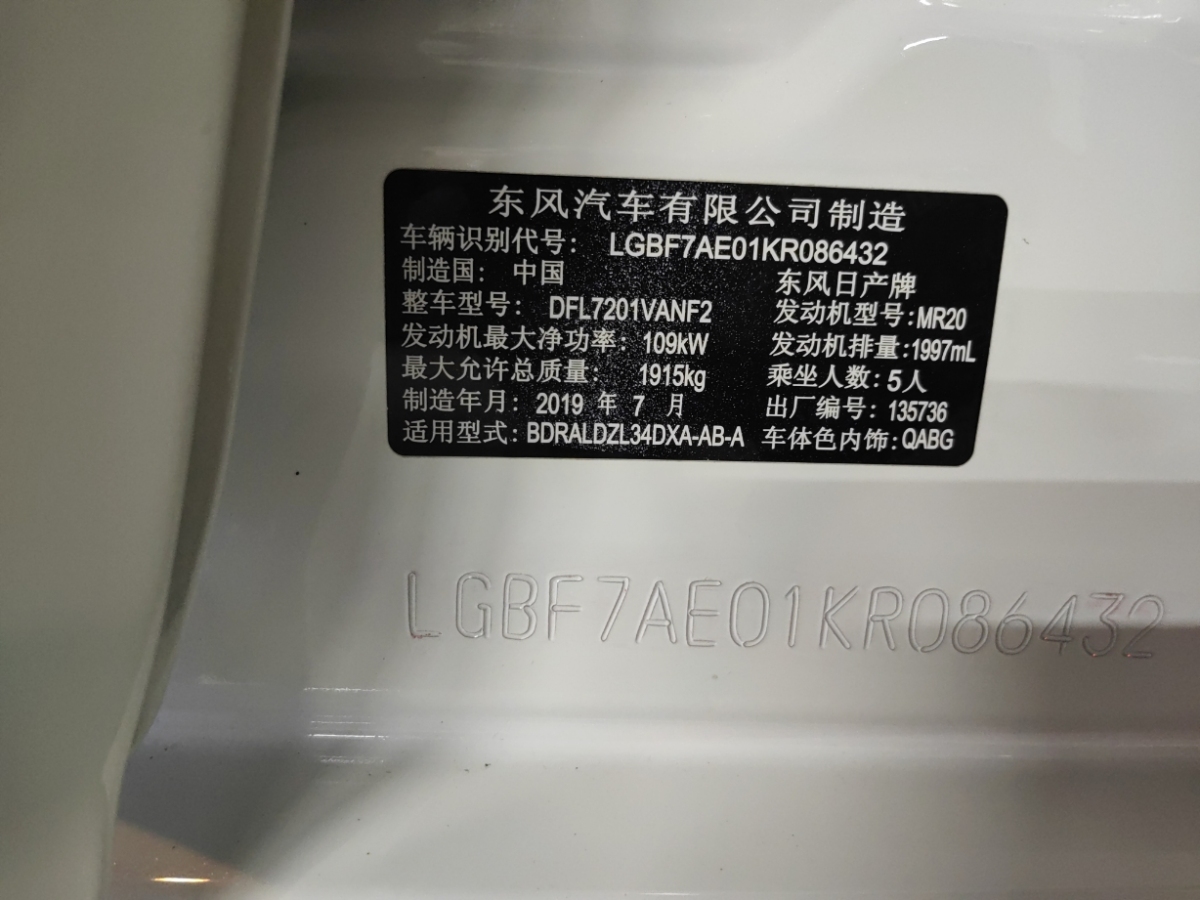 东风汽车有限公司制造
车辆识别代号: LGBF7AE01KR086432
制造国: 中国 东风日产牌
整车型号: DFL7201VANF2 发动机型号:MR20
发动机最大净功率: 109kW 发动机排量:1997mL
最大允许总质量: 1915kg 乘坐人数:5人
制造年月: 2019 年 7 月 出厂编号: 135736
适用型式: BDRALDZL34DXA-AB-A 车体色内饰:QABG
LGBF7AE01KR086432